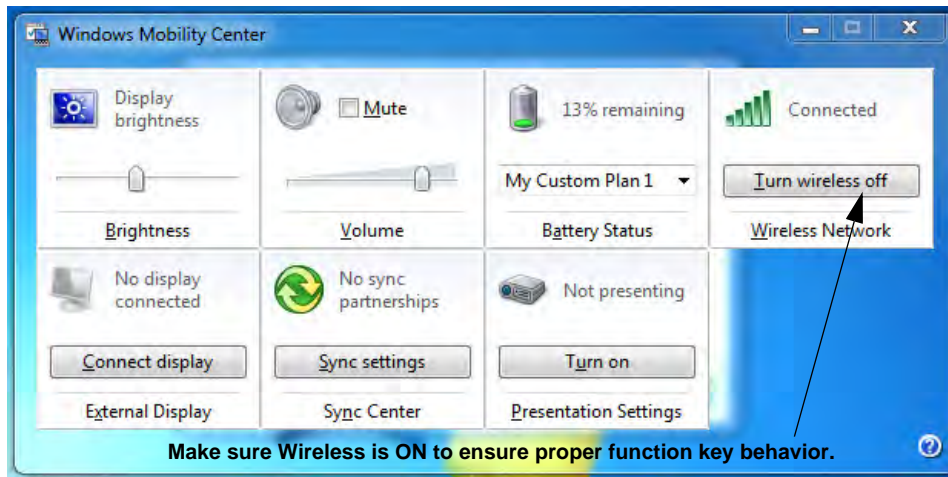 Windows Mobility Center
Display
brightness
Brightness
Mute
Volume
13% remaining
My Custom Plan 1
Battery Status
Connected
Turn wireless off
Wireless Network
No display
connected
Connect display
External Display
No sync
partnerships
Sync settings
Sync Center
Not presenting
Turn on
Presentation Settings
Make sure Wireless is ON to ensure proper function key behavior.